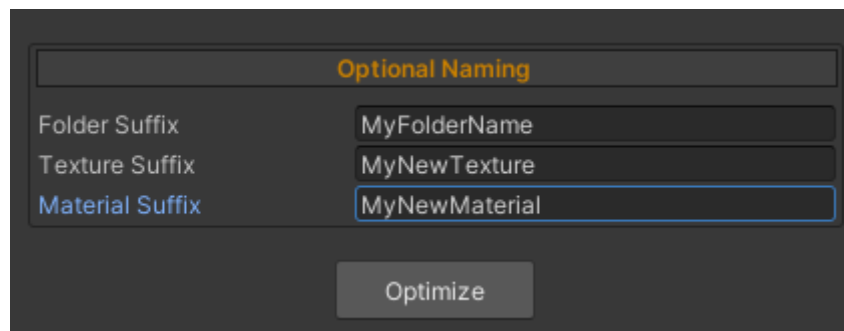 Optional Naming
Folder Suffix MyFolderName
Texture Suffix MyNewTexture
Material Suffix MyNewMaterial
Optimize